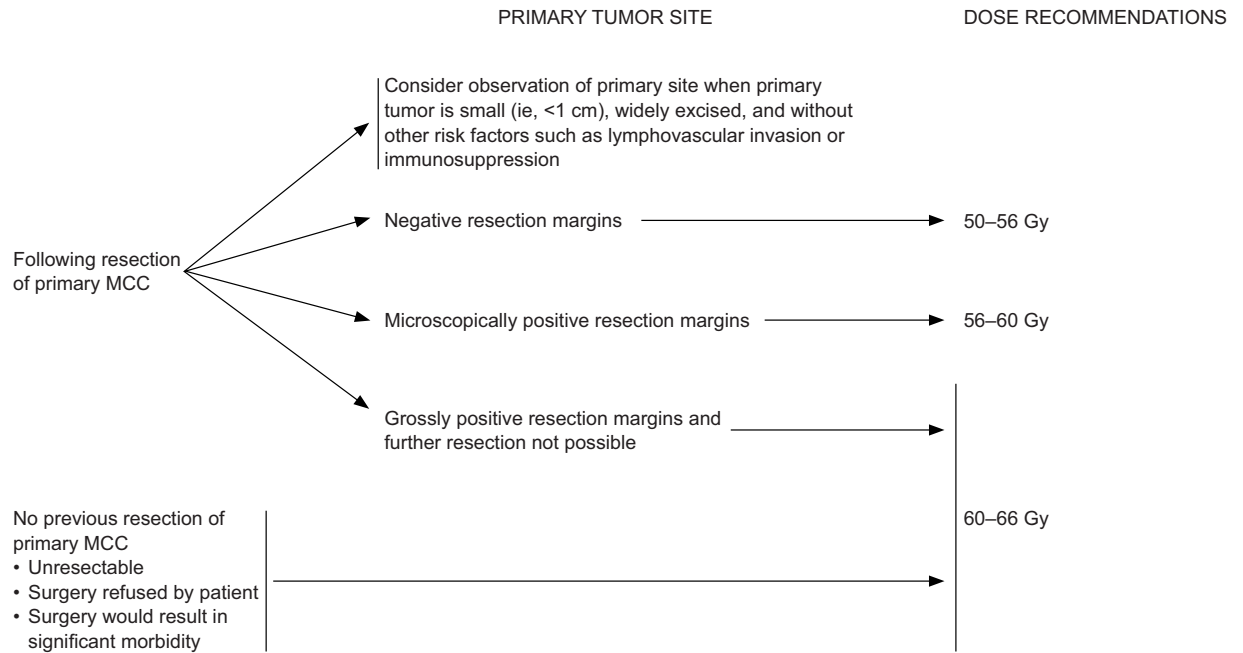 PRIMARY TUMOR SITE
DOSE RECOMMENDATIONS
Consider observation of primary site when primary
tumor is small (ie, <1 cm), widely excised, and without
other risk factors such as lymphovascular invasion or
immunosuppression
Negative resection margins
50–56 Gy
Following resection
of primary MCC
Microscopically positive resection margins
56–60 Gy
Grossly positive resection margins and
further resection not possible
No previous resection of
primary MCC
• Unresectable
• Surgery refused by patient
• Surgery would result in
significant morbidity
60–66 Gy